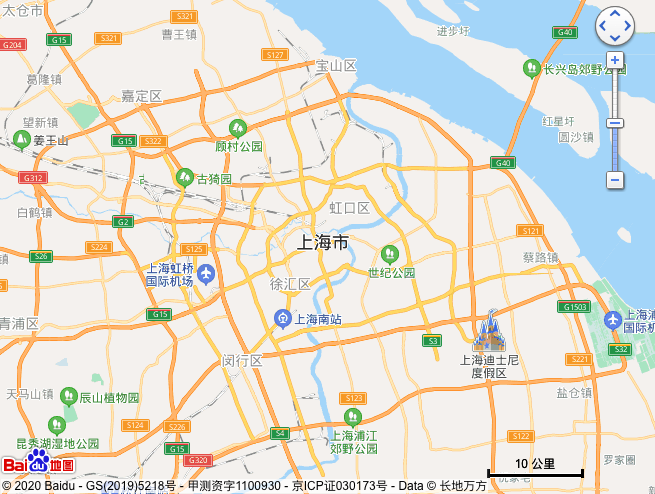 太仓市
G204
G15
S321
曹王镇
S127
宝山区
进步圩
G40
长兴岛郊野公园
葛隆镇
嘉定区
望新镇
姜王山
G15
S322
顾村公园
红星圩
圆沙镇
G40
G312
古猗园
白鹤镇
G2
虹口区
S26
S224
S125
上海市
S121
上海虹桥
国际机场
世纪公园
蔡路镇
徐汇区
G15
青浦区
上海南站
G1503
上海浦
国际机
S3
S32
闵行区
上海迪士尼
度假区
S221
天马山镇
辰山植物园
S123
盐仓镇
S124
S226
S4
上海浦江
郊野公园
昆秀湖湿地公园
S122
G15
G320
罗家圈
Bai du 地图
10 公里
© 2020 Baidu - GS(2019)5218号 - 甲测资字1100930 - 京ICP证030173号 - Data © 长地万方